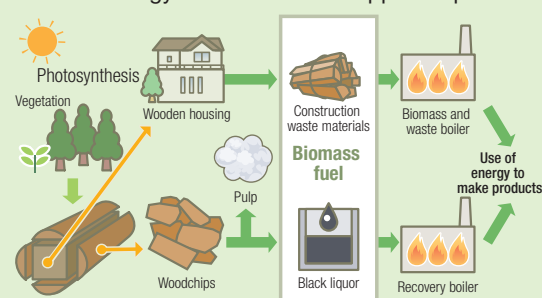 Photosynthesis
Vegetation
Wooden housing
Construction
waste materials
Biomass and
waste boiler
Biomass
fuel
Use of
energy to
make products
Pulp
Woodchips
Black liquor
Recovery boiler